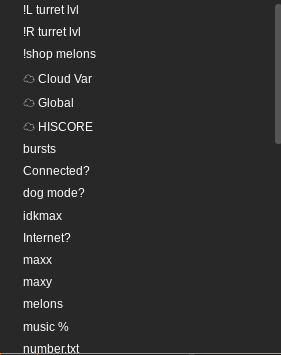 !L turret lvl
!R turret lvl
!shop melons
☁ Cloud Var
☁ Global
☁ HISCORE
bursts
Connected?
dog mode?
idkmax
Internet?
maxx
maxy
melons
music %
number.txt